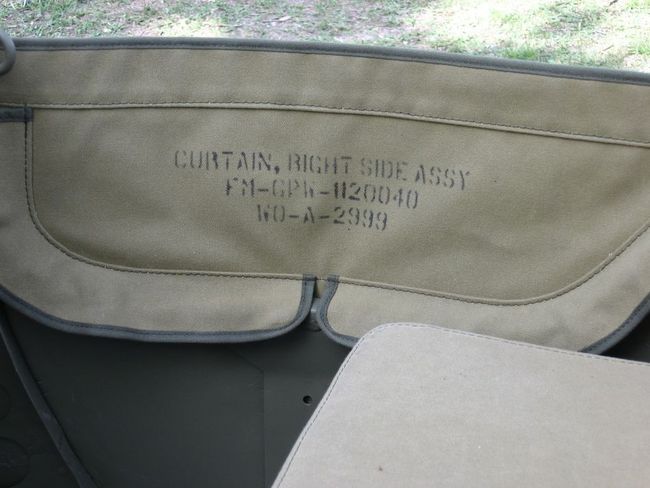 CURTAIN, RIGHT SIDE ASSY
FM-GPW-1120040
WO-A-2999